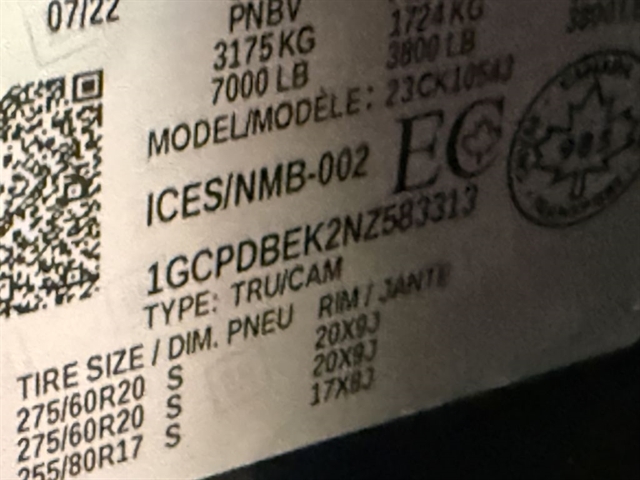 07/22
PNBV
3175 KG 1724 KG
7000 LB 3800 LB
MODEL/MODÈLE: 23CK10543
ICES/NMB-002 EC
1GCPDBEK2NZ583313
TYPE: TRU/CAM
TIRE SIZE / DIM. PNEU RIM / JANTE
275/60R20 S 20X9J
275/60R20 S 20X9J
255/80R17 S 17X8J